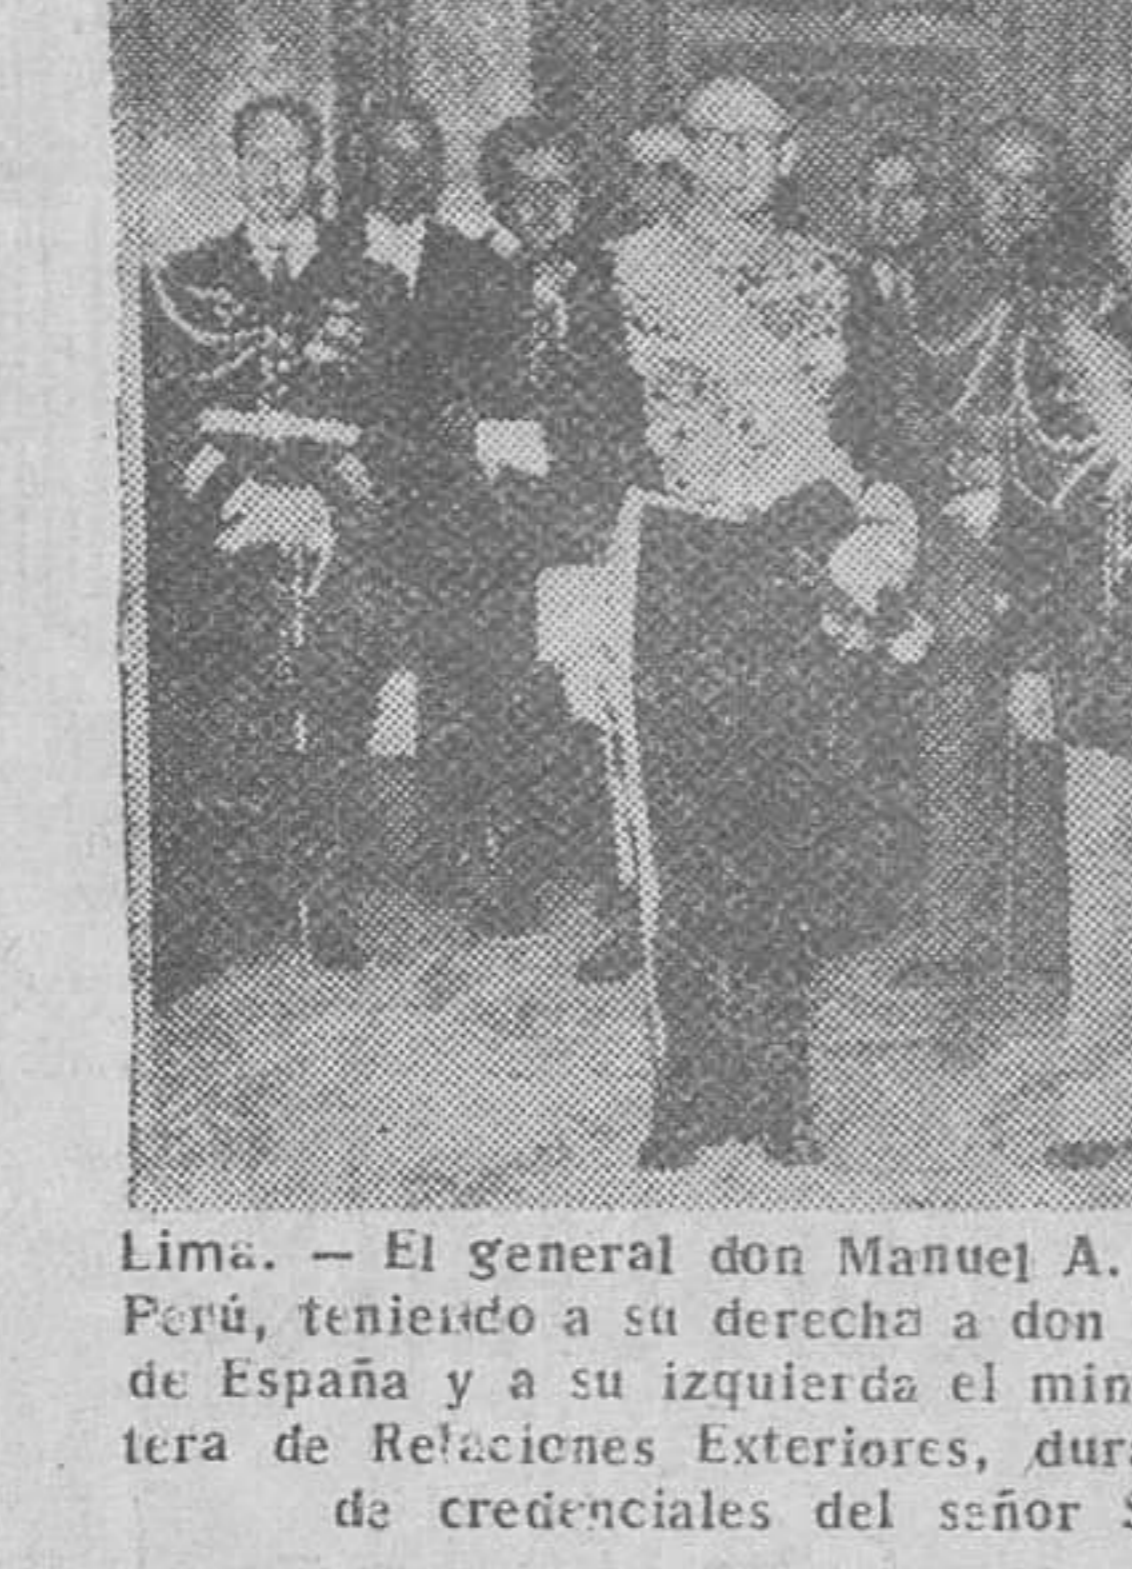 Lima. — El general don Manuel A.
Perú, teniendo a su derecha a don
de España y a su izquierda el min
tera de Relaciones Exteriores, dura
de credenciales del señor S